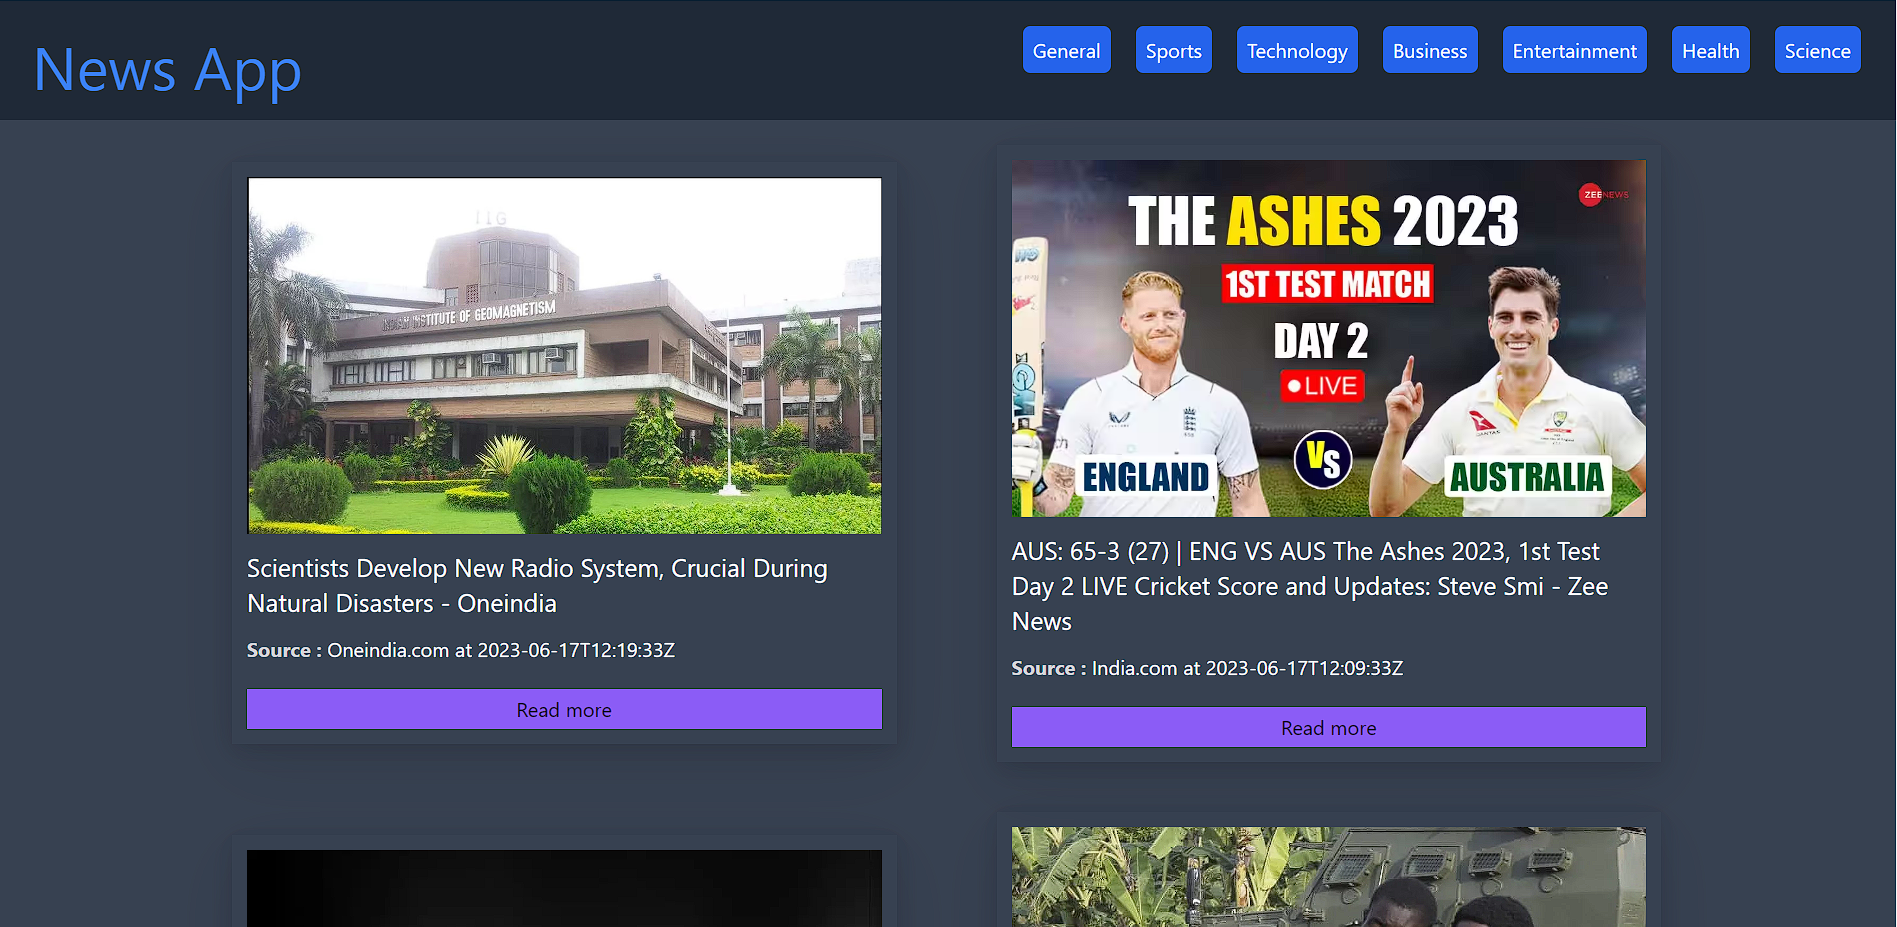 News App
General
Sports
Technology
Business
Entertainment
Health
Science
IIG
INDIAN INSTITUTE OF GEOMAGNETISM
Scientists Develop New Radio System, Crucial During
Natural Disasters - Oneindia
Source : Oneindia.com at 2023-06-17T12:19:33Z
Read more
ZEE NEWS
THE ASHES 2023
1ST TEST MATCH
DAY 2
LIVE
VS
QANTAS
ENGLAND
AUSTRALIA
AUS: 65-3 (27) | ENG VS AUS The Ashes 2023, 1st Test
Day 2 LIVE Cricket Score and Updates: Steve Smi - Zee
News
Source : India.com at 2023-06-17T12:09:33Z
Read more